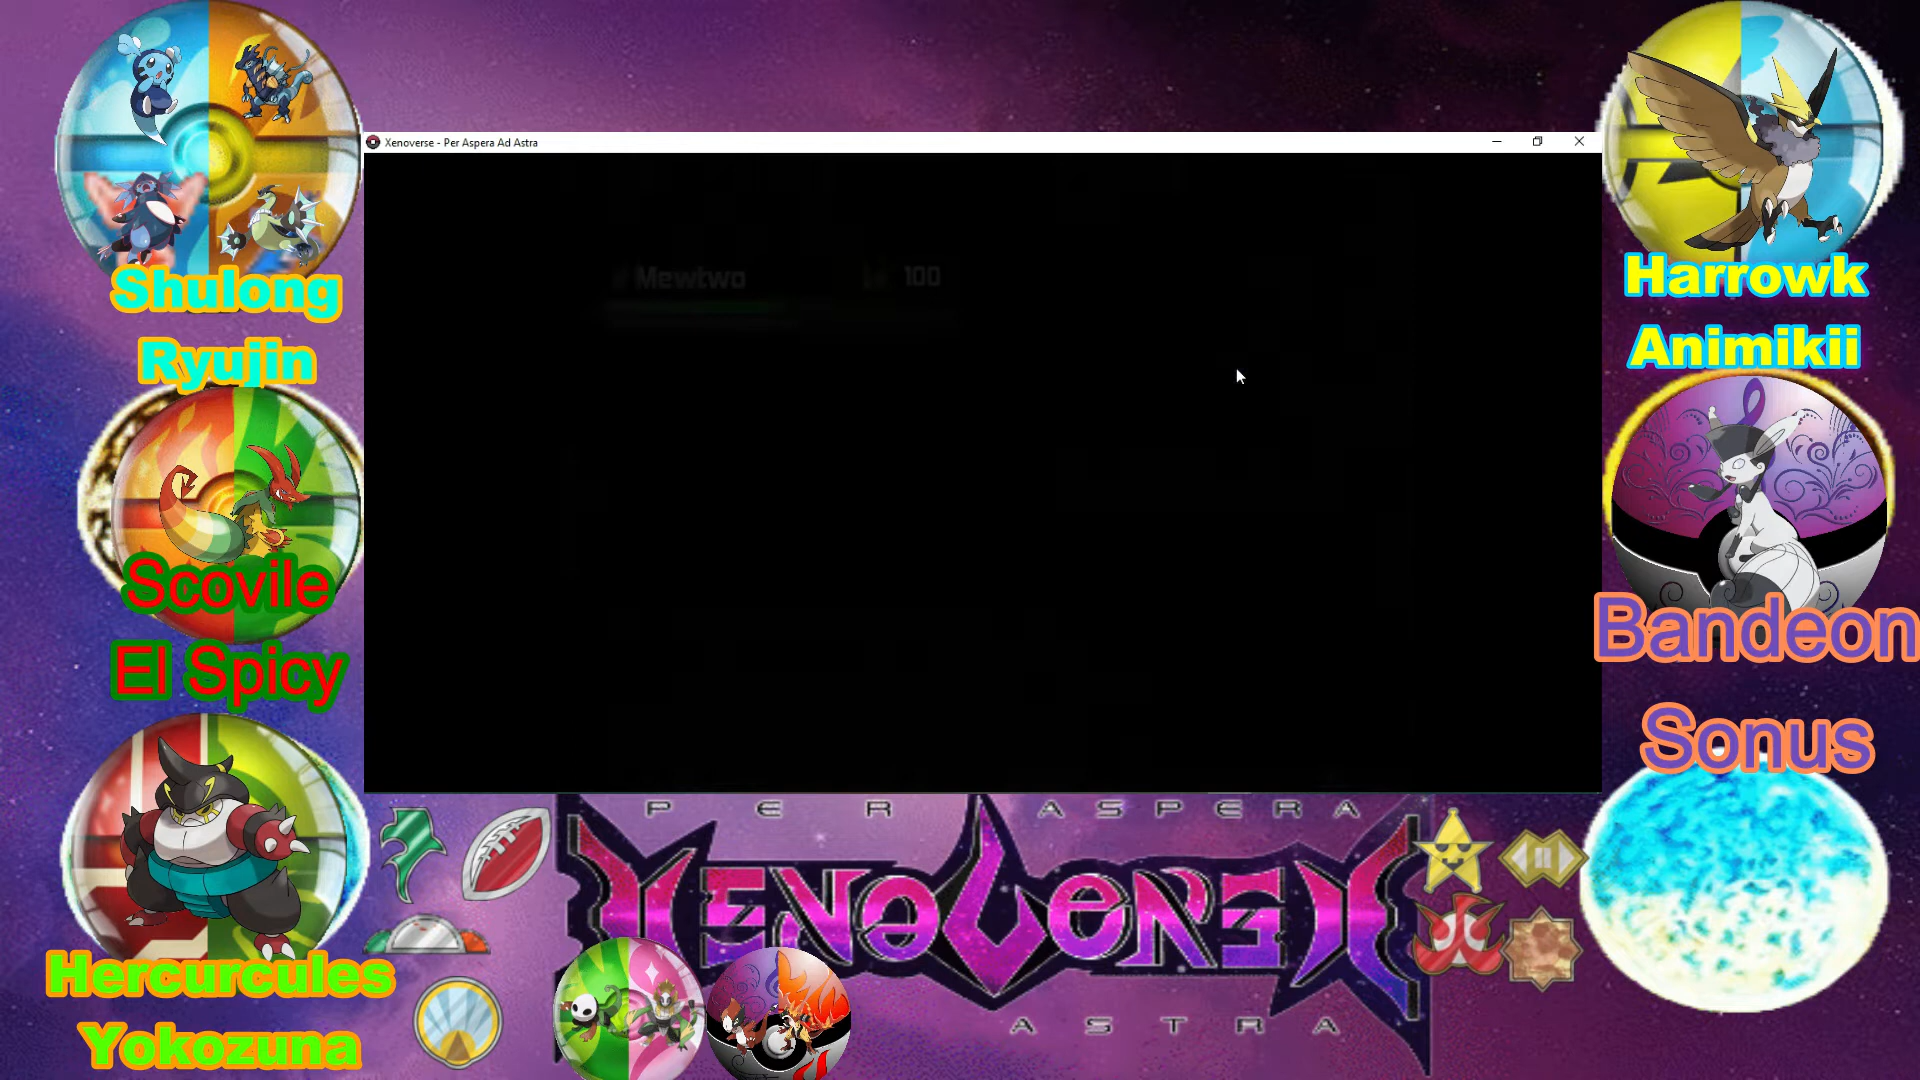 Xenoverse - Per Aspera Ad Astra
Mewtwo 100
Shulong
Ryujin
Scovile
El Spicy
Hercurcules
Yokozuna
Harrowk
Animikii
Bandeon
Sonus
PER ASPERA
XENOVERSE
ASTRA